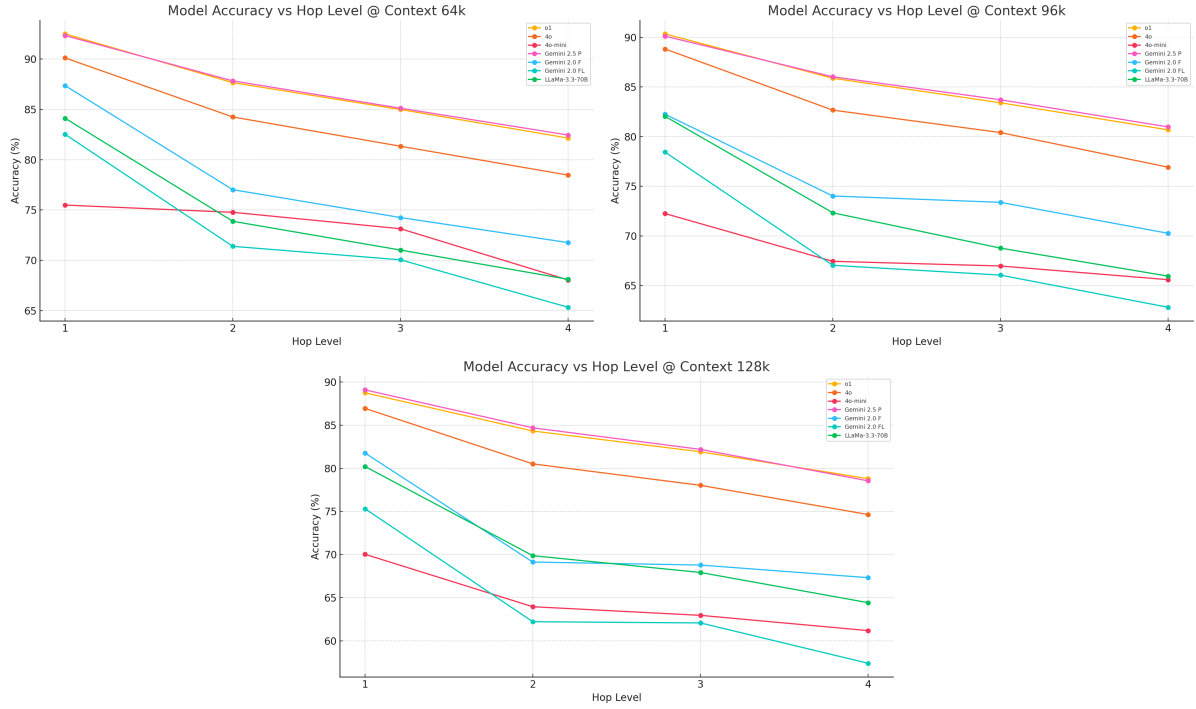 Model Accuracy vs Hop Level @ Context 64k
o1
4o
4o-mini
Gemini 2.5 P
Gemini 2.0 F
Gemini 2.0 FL
LLaMa-3.3-70B
Accuracy (%)
90
85
80
75
70
65
1 2 3 4
Hop Level
Model Accuracy vs Hop Level @ Context 96k
o1
4o
4o-mini
Gemini 2.5 P
Gemini 2.0 F
Gemini 2.0 FL
LLaMa-3.3-70B
Accuracy (%)
90
85
80
75
70
65
1 2 3 4
Hop Level
Model Accuracy vs Hop Level @ Context 128k
o1
4o
4o-mini
Gemini 2.5 P
Gemini 2.0 F
Gemini 2.0 FL
LLaMa-3.3-70B
Accuracy (%)
90
85
80
75
70
65
60
1 2 3 4
Hop Level